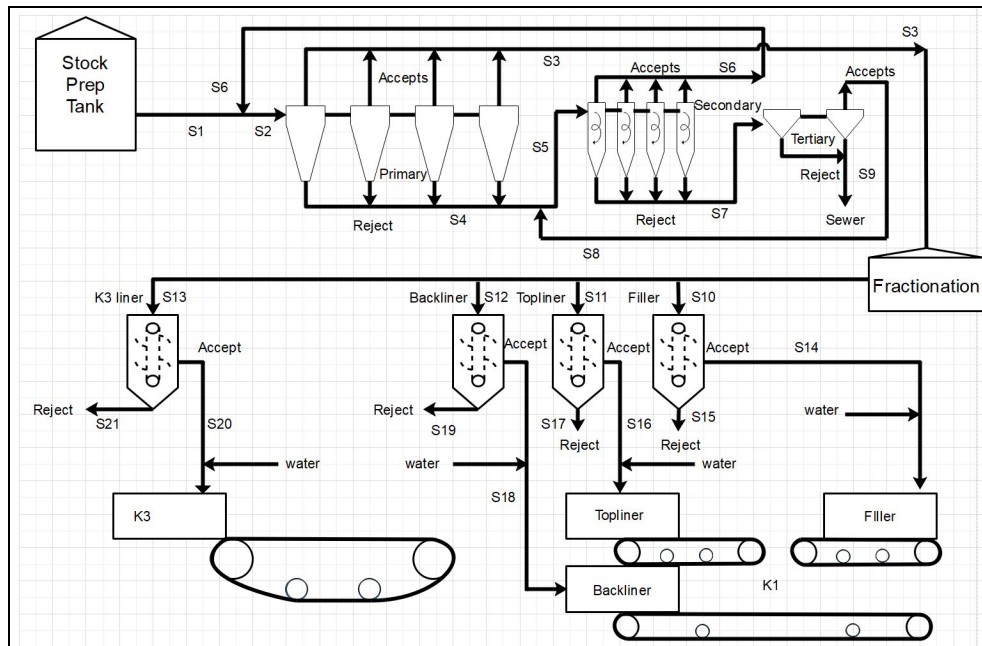 Stock
Prep
Tank
S6
S1
S2
S3
Accepts
Primary
Reject
S4
S5
Accepts
S6
Secondary
Reject
S7
S8
S3
Accepts
Tertiary
Reject
S9
Sewer
Fractionation
K3 liner
S13
Backliner
S12
Topliner
S11
Filler
S10
Accept
Accept
Accept
Accept
S14
Reject
S21
S20
Reject
S19
S17
Reject
S16
S15
Reject
water
water
water
water
S18
K3
Topliner
FIller
Backliner
K1